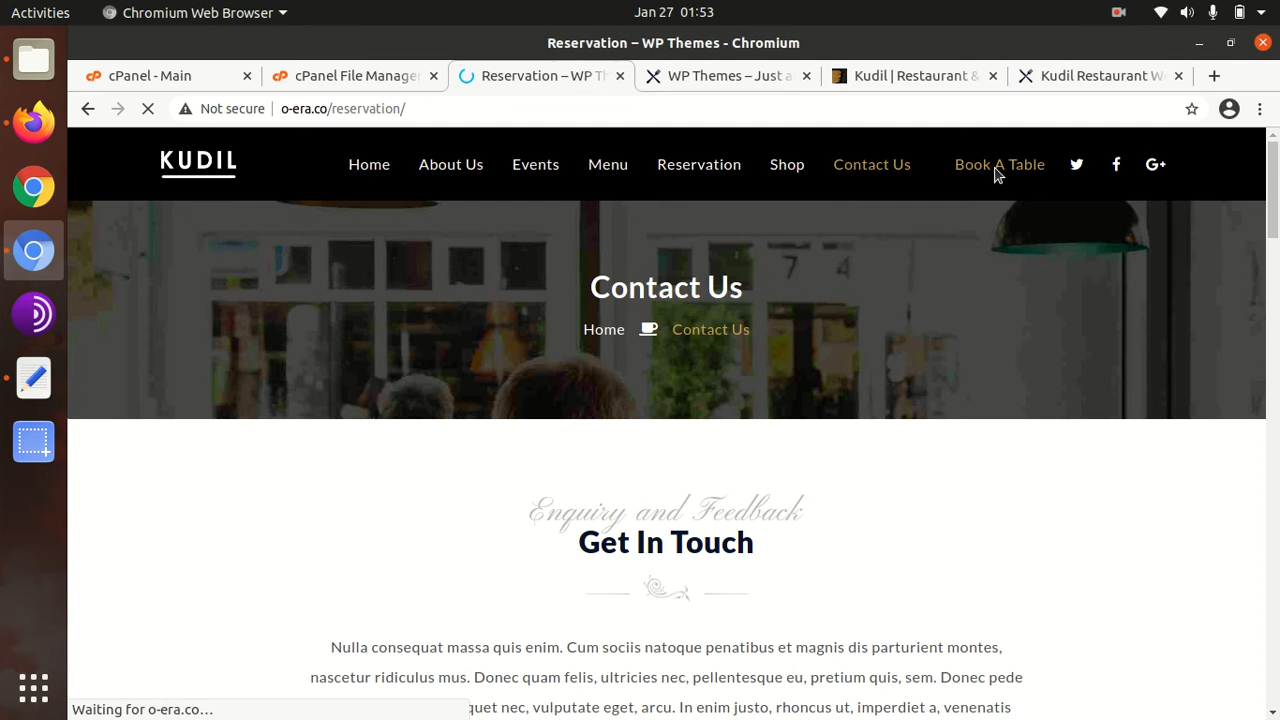 Activities
Chromium Web Browser
Jan 27 01:53
Reservation – WP Themes - Chromium
cPanel - Main
cPanel File Manage
Reservation – WP Th
WP Themes – Just a
Kudil | Restaurant &
Kudil Restaurant W
Not secure
o-era.co/reservation/
KUDIL
Home
About Us
Events
Menu
Reservation
Shop
Contact Us
Book A Table
G+
7 4
Contact Us
Home
Contact Us
Enquiry and Feedback
Get In Touch
Nulla consequat massa quis enim. Cum sociis natoque penatibus et magnis dis parturient montes,
nascetur ridiculus mus. Donec quam felis, ultricies nec, pellentesque eu, pretium quis, sem. Donec pede
quet nec, vulputate eget, arcu. In enim justo, rhoncus ut, imperdiet a, venenatis
Waiting for o-era.co…